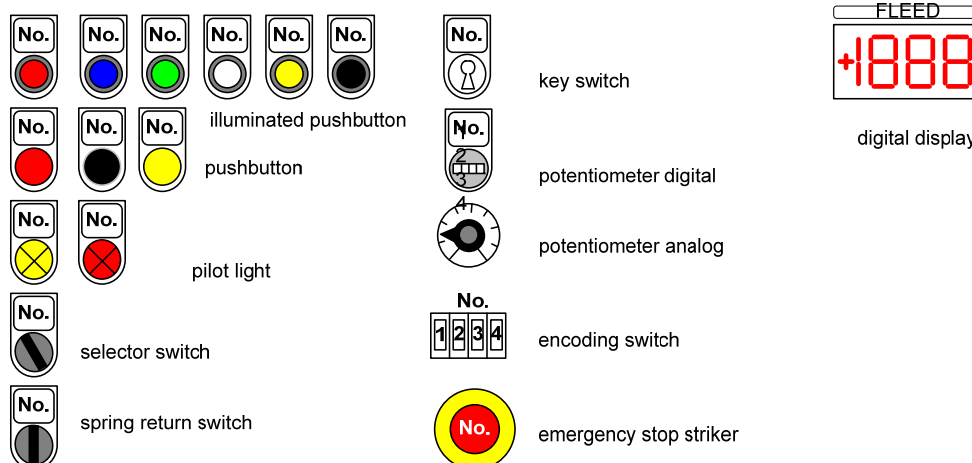 No. No. No. No. No. No. No. FLEED
+1888
key switch
illuminated pushbutton
digital display
No. No. No. No.
1
2
3
4
pushbutton
potentiometer digital
No. No.
potentiometer analog
pilot light
No. No.
1 2 3 4
encoding switch
selector switch
No.
spring return switch
No.
emergency stop striker